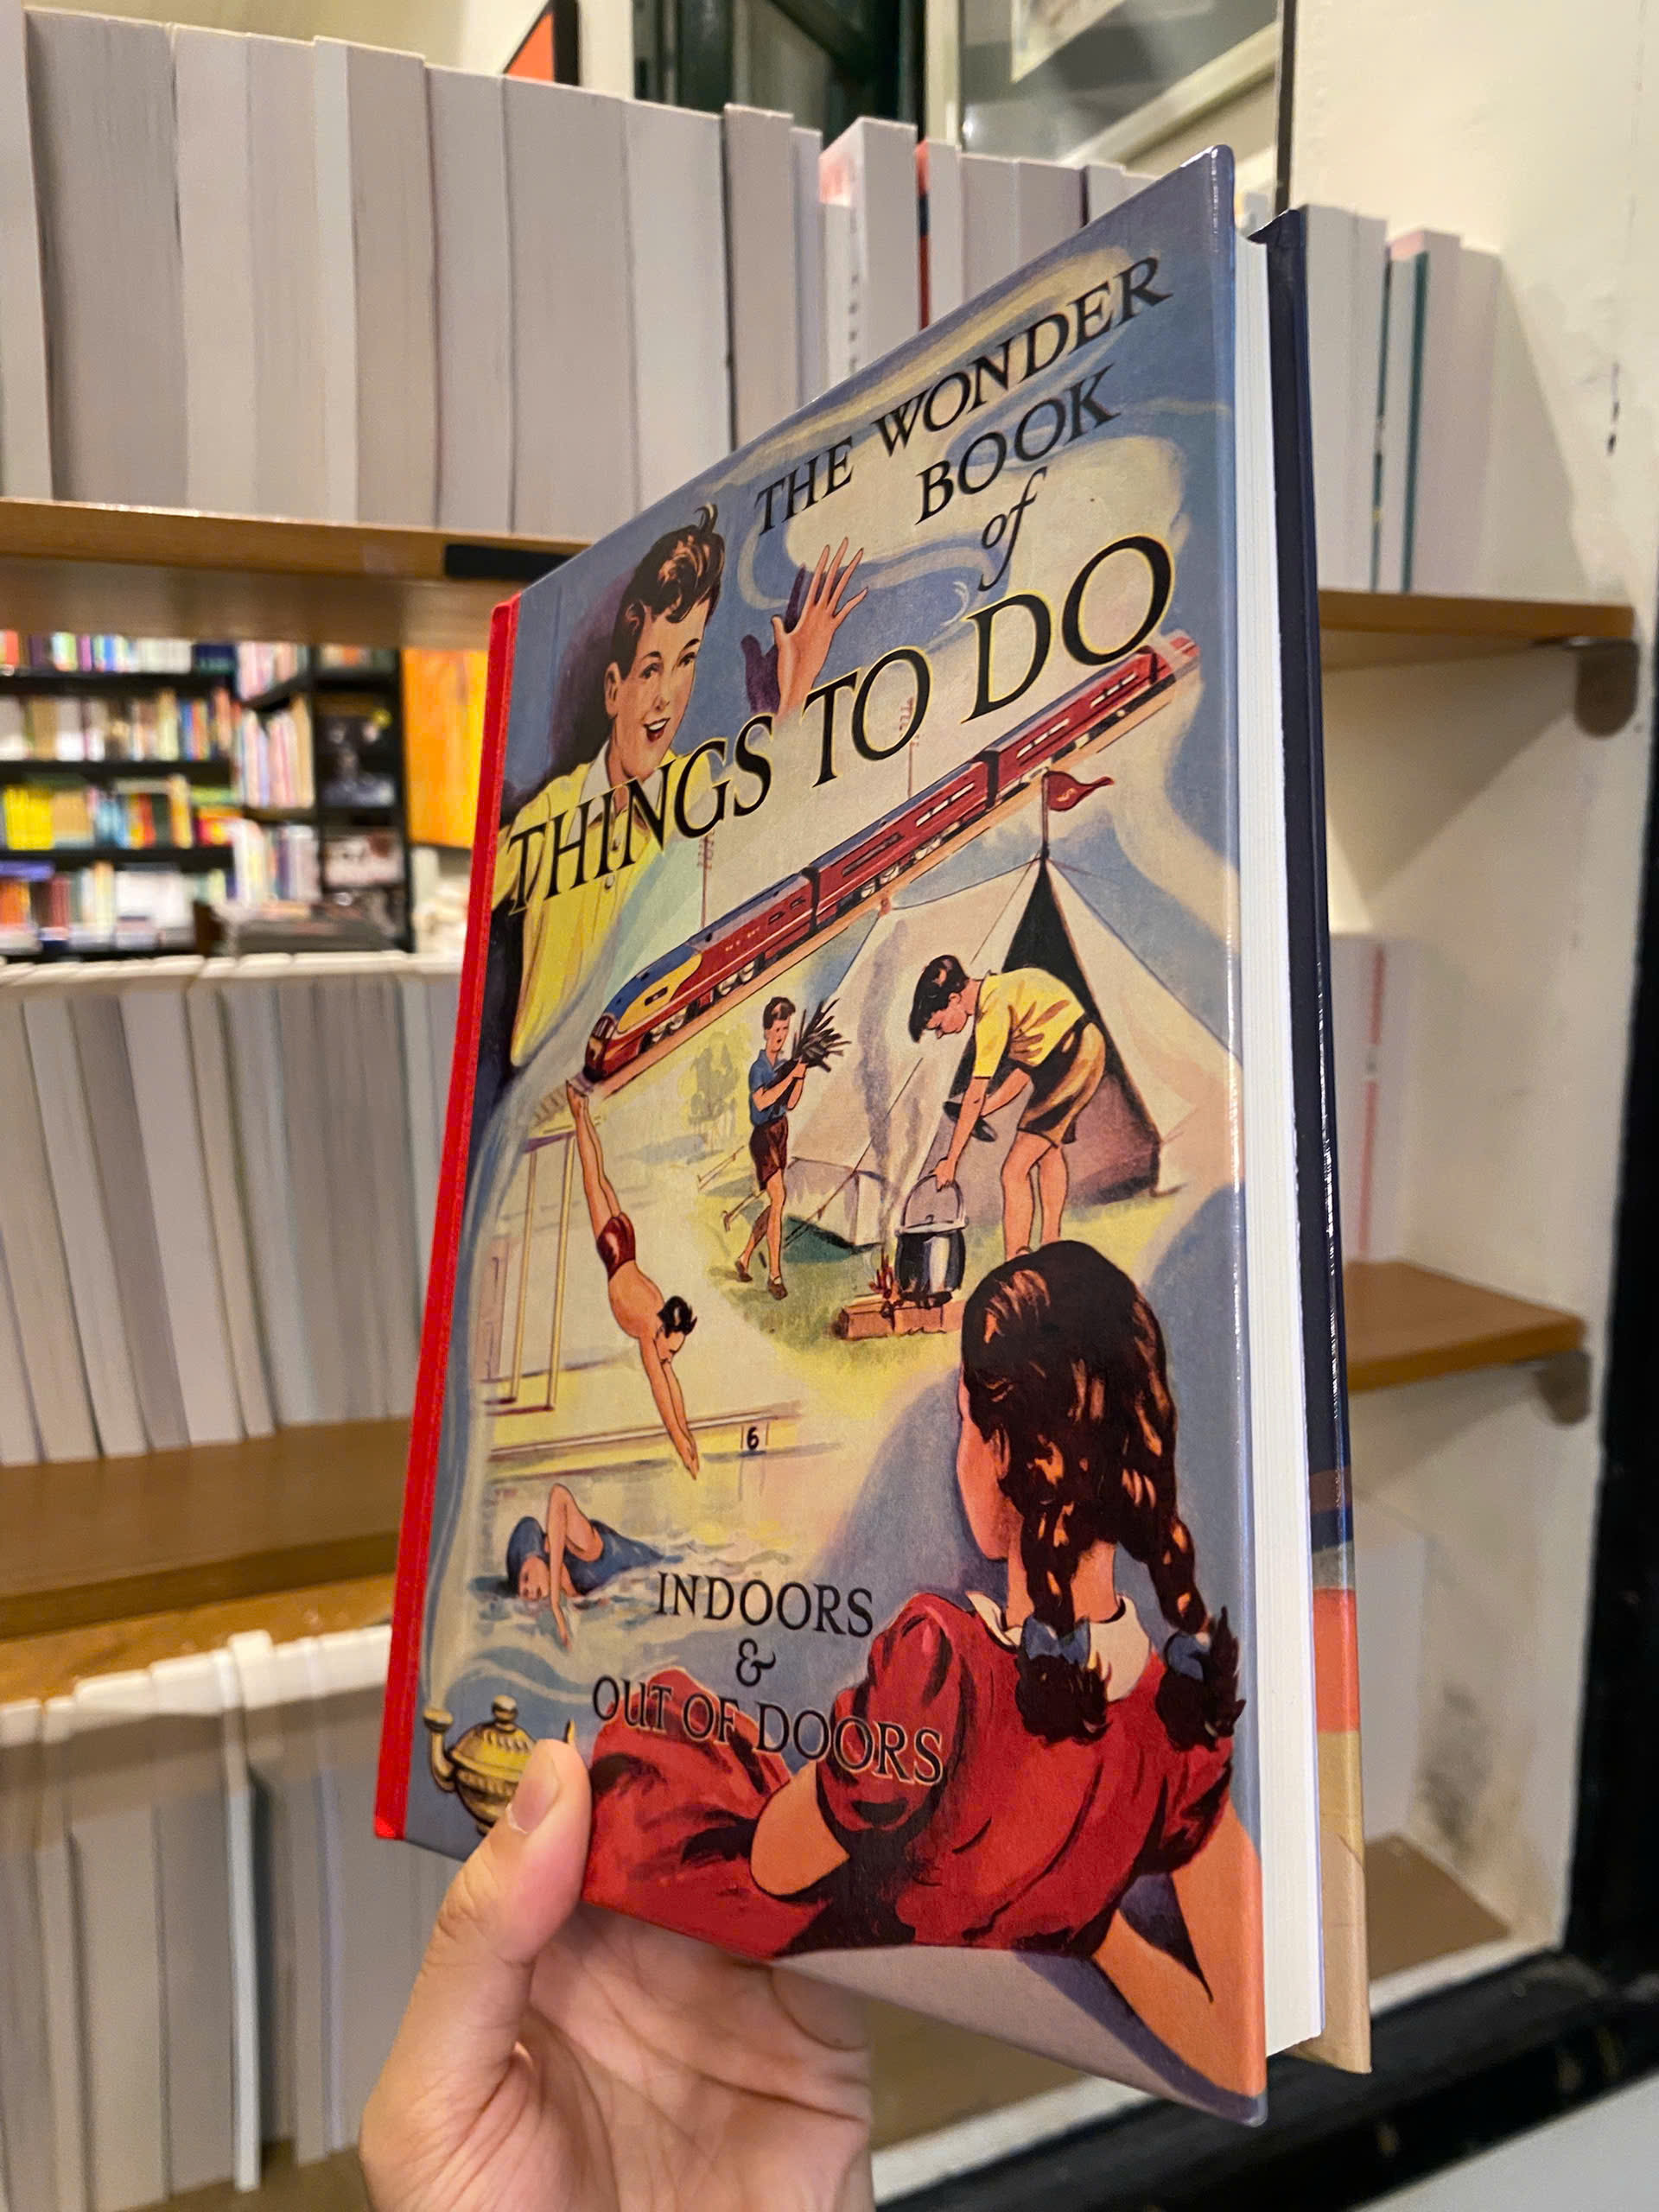 THE WONDER
BOOK
of
THINGS TO DO
6
INDOORS
&
OUT OF DOORS